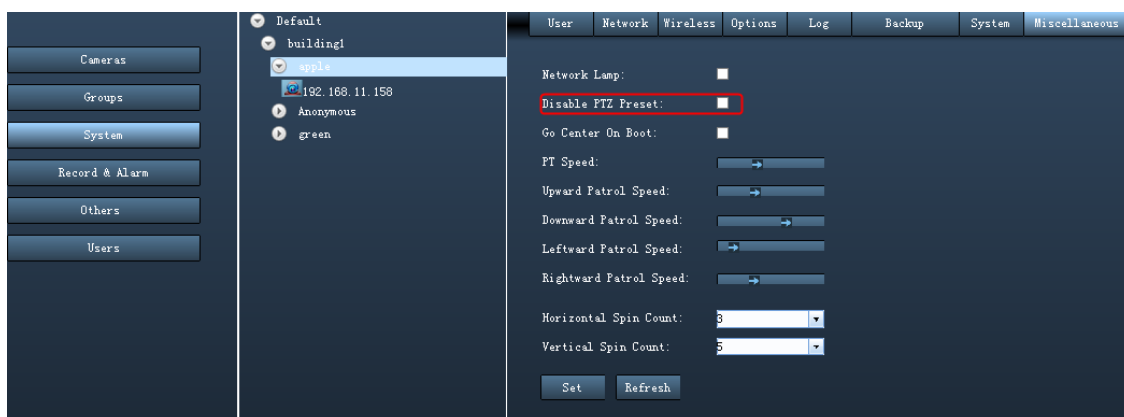 Cameras
Groups
System
Record & Alarm
Others
Users
Default
building1
apple
192.168.11.158
Anonymous
green
User Network Wireless Options Log Backup System Miscellaneous
Network Lamp:
Disable PTZ Preset:
Go Center On Boot:
PT Speed:
Upward Patrol Speed:
Downward Patrol Speed:
Leftward Patrol Speed:
Rightward Patrol Speed:
Horizontal Spin Count: 3
Vertical Spin Count: 5
Set Refresh